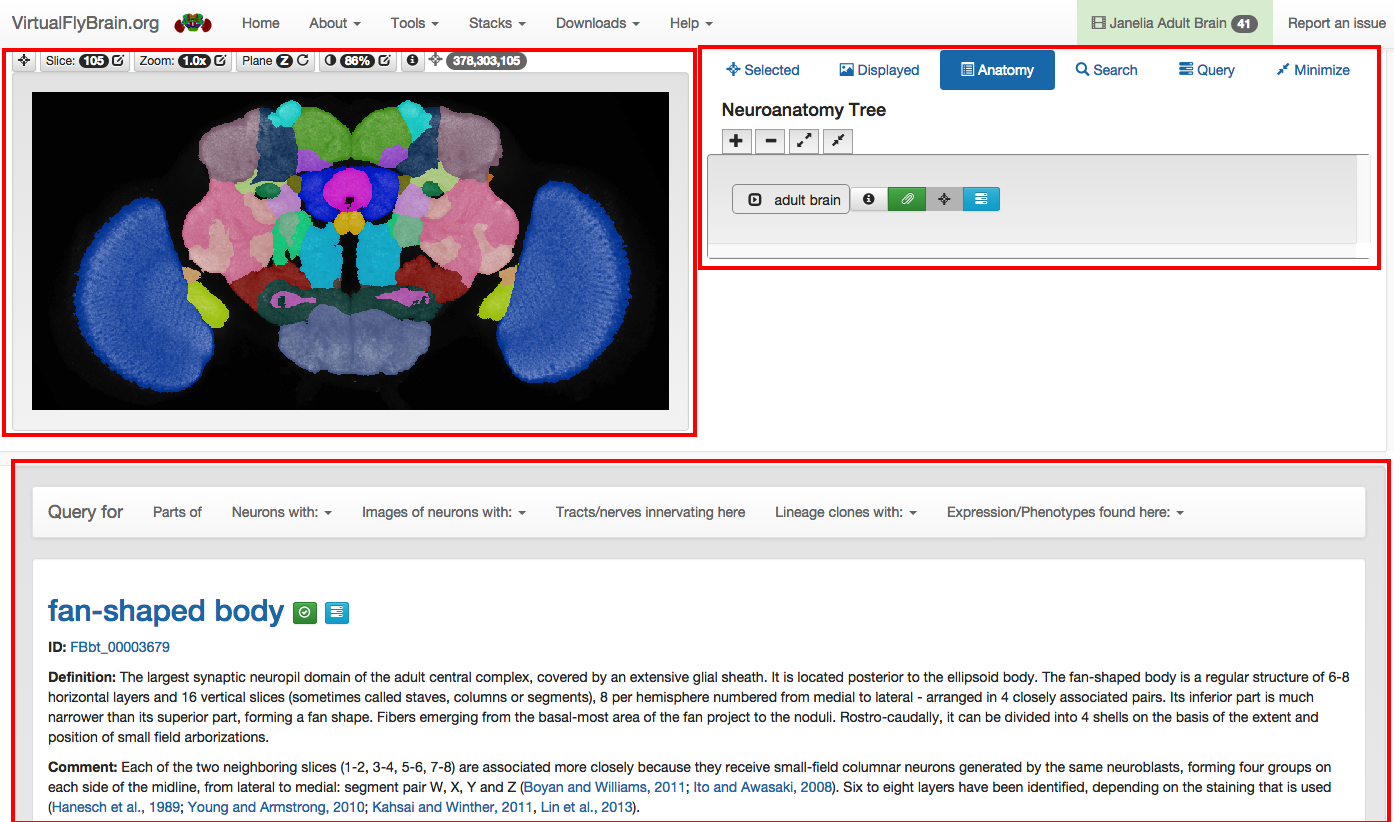 VirtualFlyBrain.org Home About Tools Stacks Downloads Help Janelia Adult Brain 41 Report an issue
Slice: 105 Zoom: 1.0x Plane Z 86% 378,303,105
Selected Displayed Anatomy Search Query Minimize
Neuroanatomy Tree
adult brain
Query for Parts of Neurons with: Images of neurons with: Tracts/nerves innervating here Lineage clones with: Expression/Phenotypes found here:
fan-shaped body
ID: FBbt_00003679
Definition: The largest synaptic neuropil domain of the adult central complex, covered by an extensive glial sheath. It is located posterior to the ellipsoid body. The fan-shaped body is a regular structure of 6-8
horizontal layers and 16 vertical slices (sometimes called staves, columns or segments), 8 per hemisphere numbered from medial to lateral - arranged in 4 closely associated pairs. Its inferior part is much
narrower than its superior part, forming a fan shape. Fibers emerging from the basal-most area of the fan project to the noduli. Rostro-caudally, it can be divided into 4 shells on the basis of the extent and
position of small field arborizations.
Comment: Each of the two neighboring slices (1-2, 3-4, 5-6, 7-8) are associated more closely because they receive small-field columnar neurons generated by the same neuroblasts, forming four groups on
each side of the midline, from lateral to medial: segment pair W, X, Y and Z (Boyan and Williams, 2011; Ito and Awasaki, 2008). Six to eight layers have been identified, depending on the staining that is used
(Hanesch et al., 1989; Young and Armstrong, 2010; Kahsai and Winther, 2011, Lin et al., 2013).